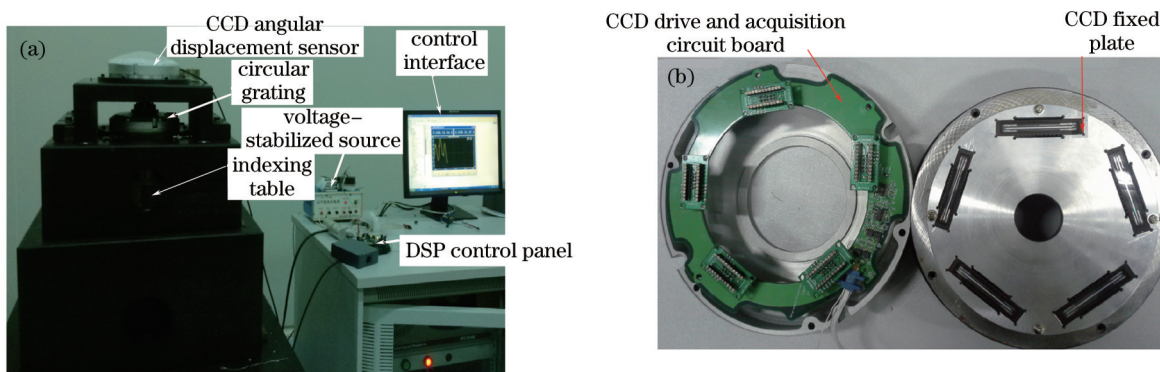 (a)
CCD angular
displacement sensor
circular
grating
voltage-
stabilized source
indexing
table
control
interface
DSP control panel
CCD drive and acquisition
circuit board
CCD fixed
plate
(b)